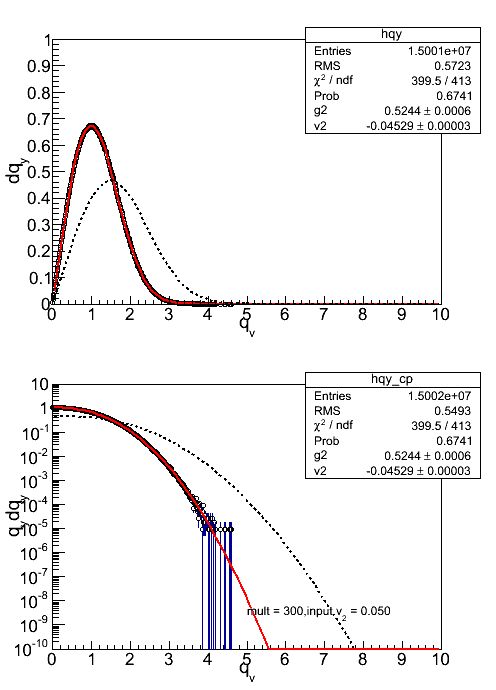 hqy
Entries 1.5001e+07
RMS 0.5723
χ² / ndf 399.5 / 413
Prob 0.6741
g2 0.5244 ± 0.0006
v2 -0.04529 ± 0.00003
1
0.9
0.8
0.7
0.6
0.5
0.4
0.3
0.2
0.1
0
dq_y
0 1 2 3 4 5 6 7 8 9 10
q_v
hqy_cp
Entries 1.5002e+07
RMS 0.5493
χ² / ndf 399.5 / 413
Prob 0.6741
g2 0.5244 ± 0.0006
v2 -0.04529 ± 0.00003
10
1
10⁻¹
10⁻²
10⁻³
10⁻⁴
10⁻⁵
10⁻⁶
10⁻⁷
10⁻⁸
10⁻⁹
10⁻¹⁰
q_y dq_y
mult = 300,input,v₂ = 0.050
0 1 2 3 4 5 6 7 8 9 10
q_v